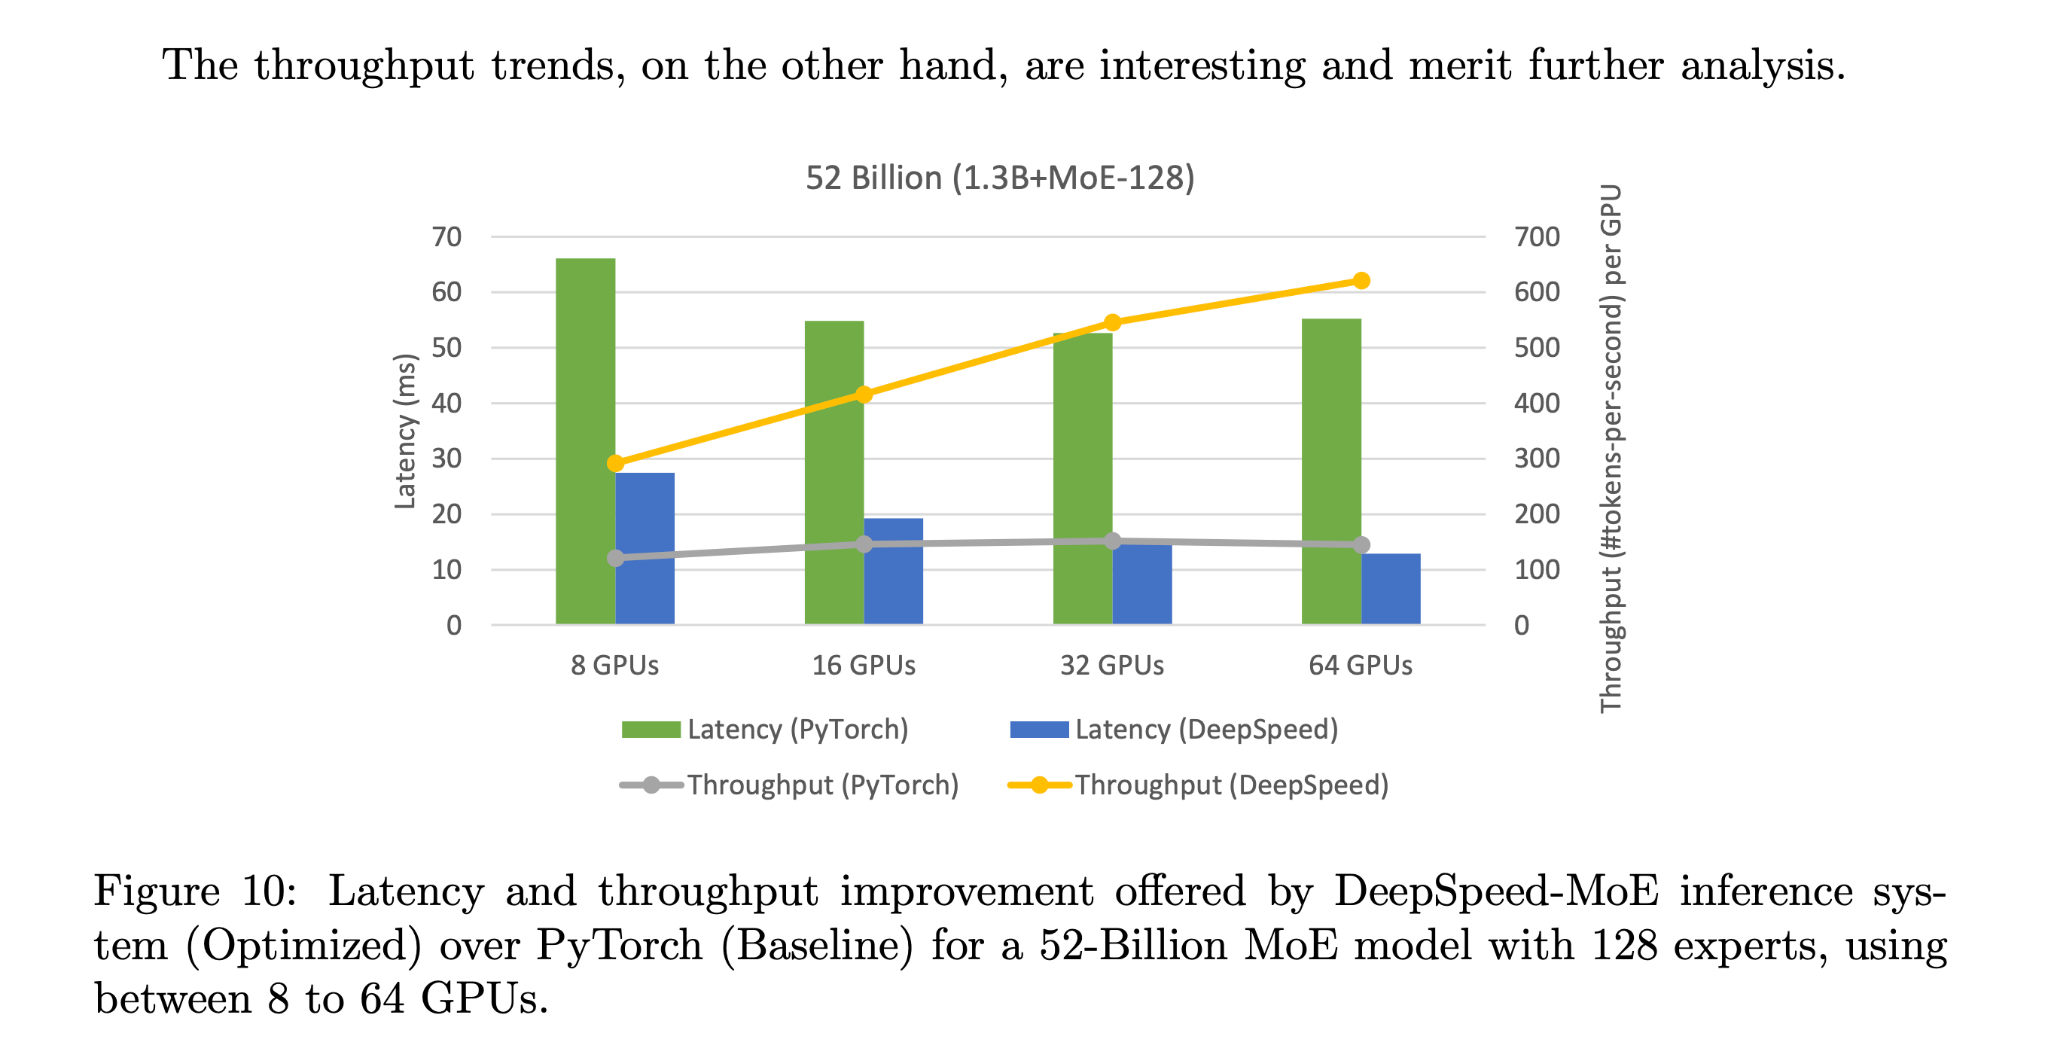 The throughput trends, on the other hand, are interesting and merit further analysis.
52 Billion (1.3B+MoE-128)
Latency (ms)
70
60
50
40
30
20
10
0
700
600
500
400
300
200
100
0
Throughput (#tokens-per-second) per GPU
8 GPUs
16 GPUs
32 GPUs
64 GPUs
Latency (PyTorch)
Latency (DeepSpeed)
Throughput (PyTorch)
Throughput (DeepSpeed)
Figure 10: Latency and throughput improvement offered by DeepSpeed-MoE inference sys-
tem (Optimized) over PyTorch (Baseline) for a 52-Billion MoE model with 128 experts, using
between 8 to 64 GPUs.